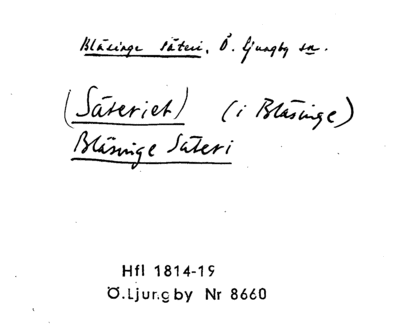 Bläsinge säteri, Ö. Ljungby sn.
(Säteriet) (i Bläsinge)
Bläsinge Säteri
Hfl 1814-19
Ö.Ljungby Nr 8660